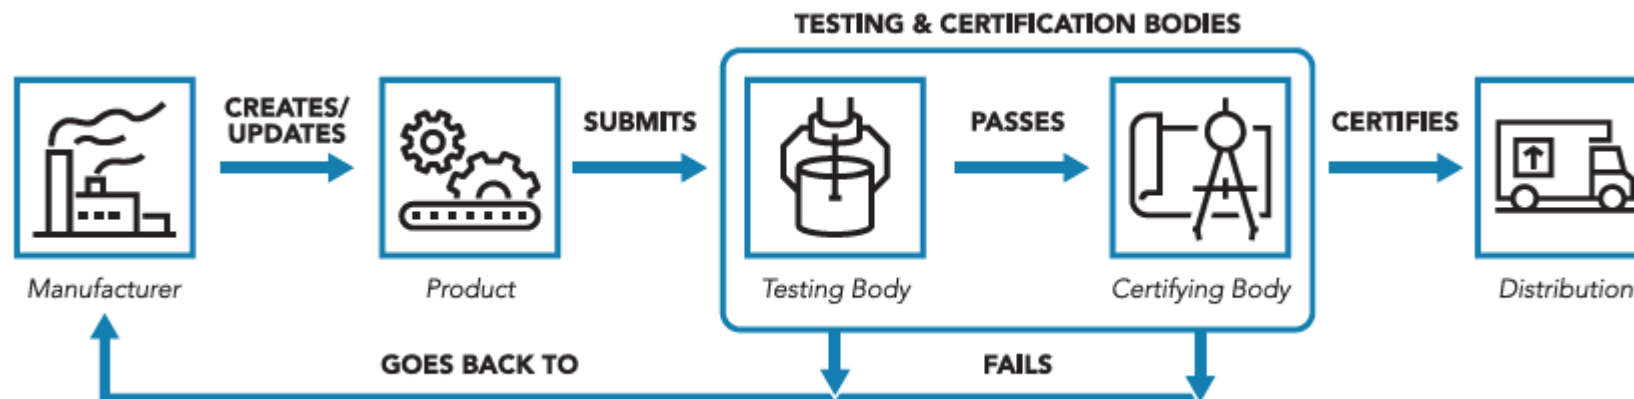 TESTING & CERTIFICATION BODIES
CREATES/
UPDATES
SUBMITS
PASSES
CERTIFIES
Manufacturer
Product
Testing Body
Certifying Body
Distribution
GOES BACK TO
FAILS